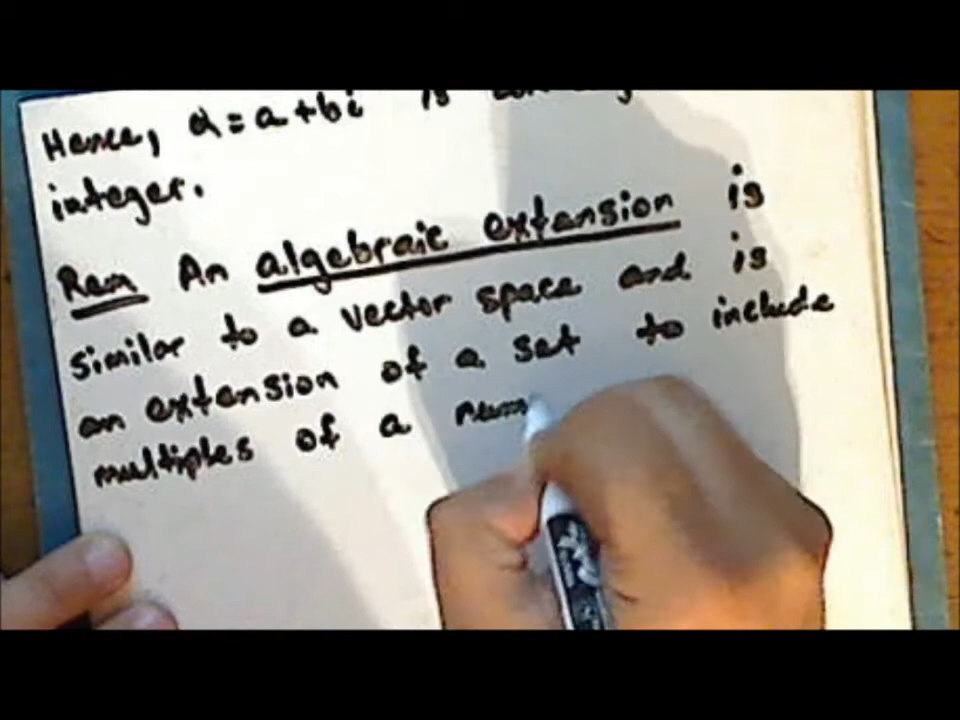 Hence, α = a + bi is
integer.
Rem An algebraic extension is
similar to a vector space and is
an extension of a set to include
multiples of a num